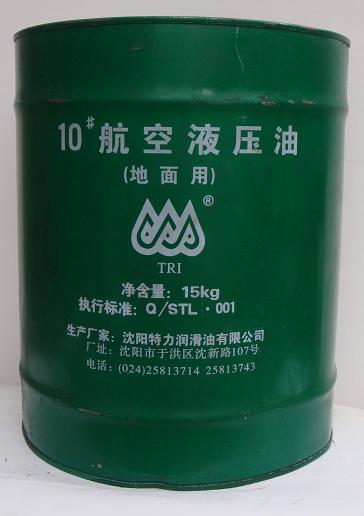 10#航空液压油
(地面用)
®
TRI
净含量：15kg
执行标准：Q/STL·001
生产厂家：沈阳特力润滑油有限公司
厂址：沈阳市于洪区沈新路107号
电话：(024)25813714 25813743